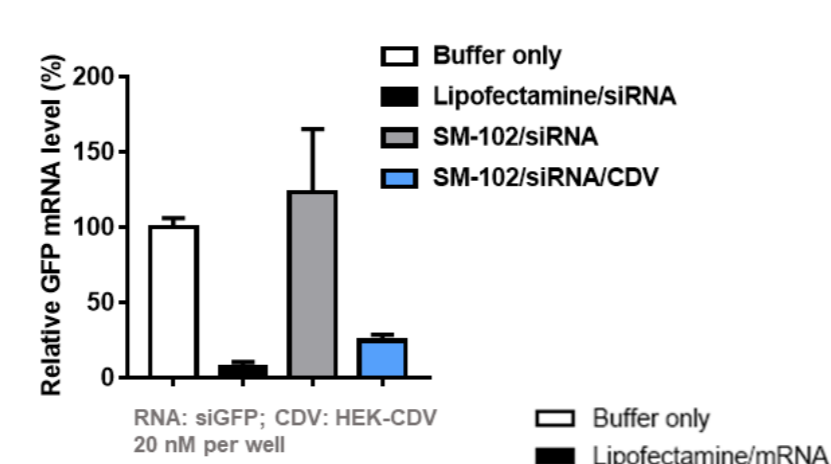 Relative GFP mRNA level (%)
200
150
100
50
0
Buffer only
Lipofectamine/siRNA
SM-102/siRNA
SM-102/siRNA/CDV
RNA: siGFP; CDV: HEK-CDV
20 nM per well
Buffer only
Lipofectamine/mRNA